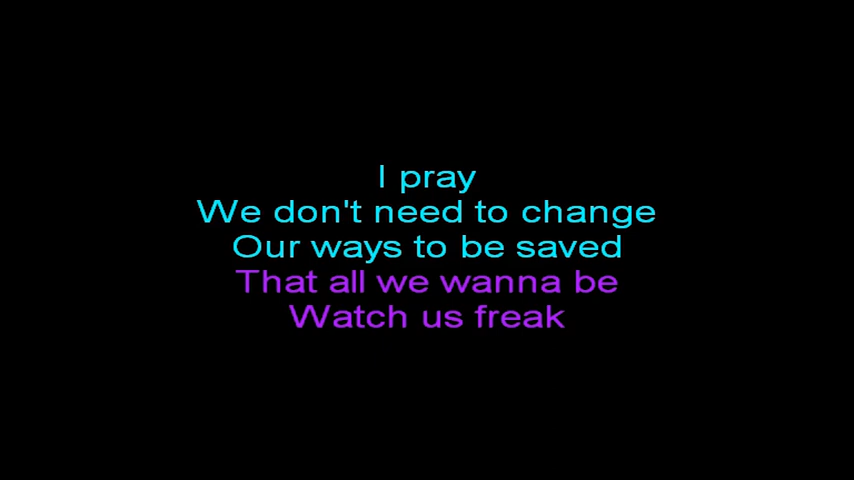 I pray
We don't need to change
Our ways to be saved
That all we wanna be
Watch us freak